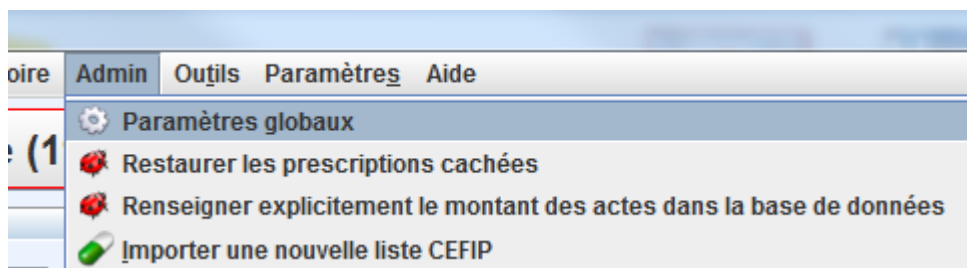 oire Admin Outils Paramètres Aide
Paramètres globaux
(1
Restaurer les prescriptions cachées
Renseigner explicitement le montant des actes dans la base de données
Importer une nouvelle liste CEFIP